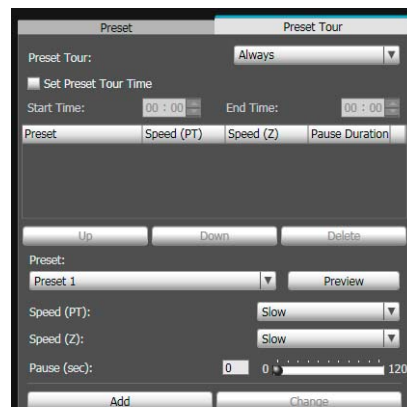 Preset Preset Tour
Preset Tour: Always
Set Preset Tour Time
Start Time: 00 : 00 End Time: 00 : 00
Preset Speed (PT) Speed (Z) Pause Duration
Up Down Delete
Preset:
Preset 1 Preview
Speed (PT): Slow
Speed (Z): Slow
Pause (sec): 0 0 120
Add Change